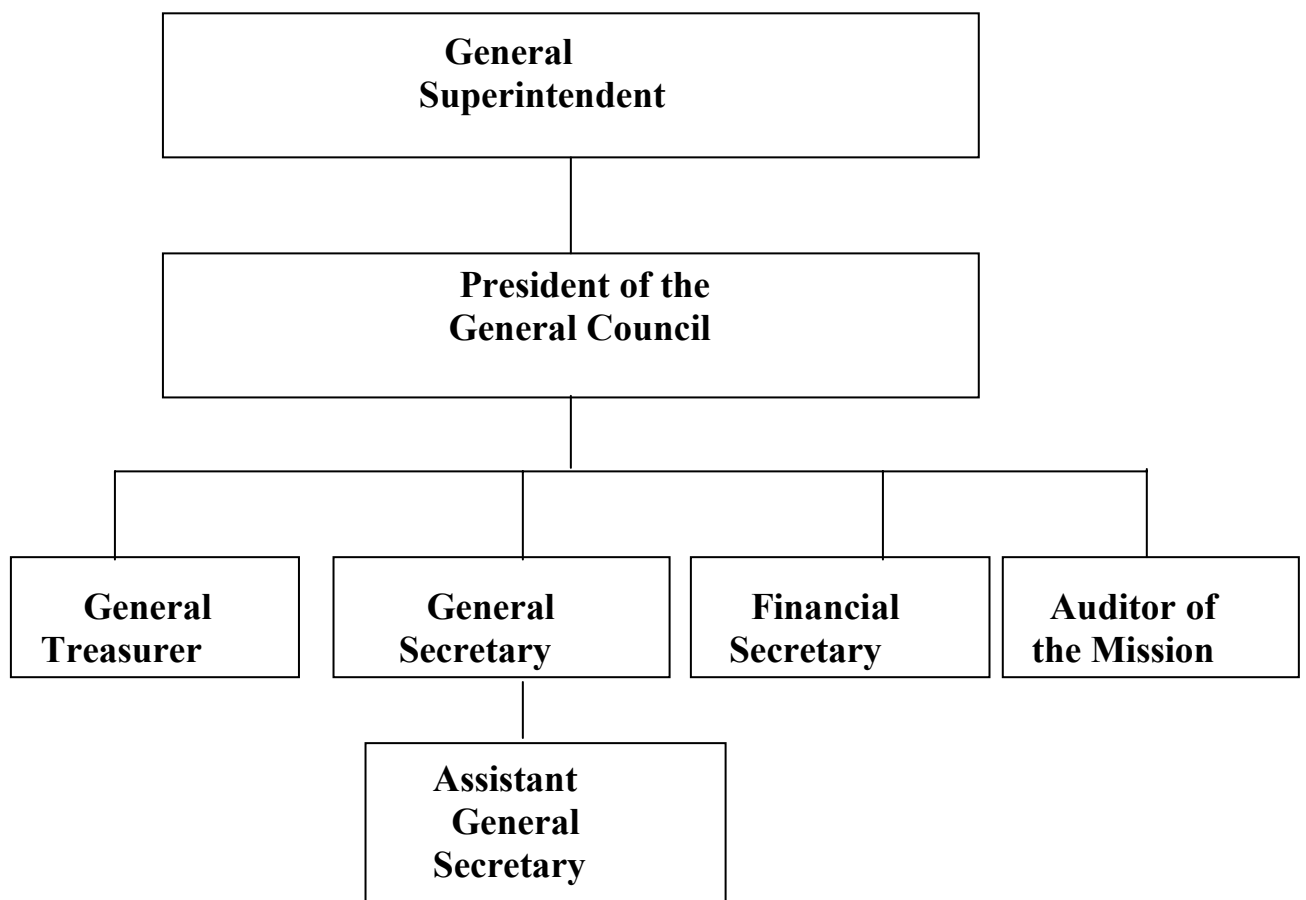 General
Superintendent
President of the
General Council
General
Treasurer
General
Secretary
Financial
Secretary
Auditor of
the Mission
Assistant
General
Secretary